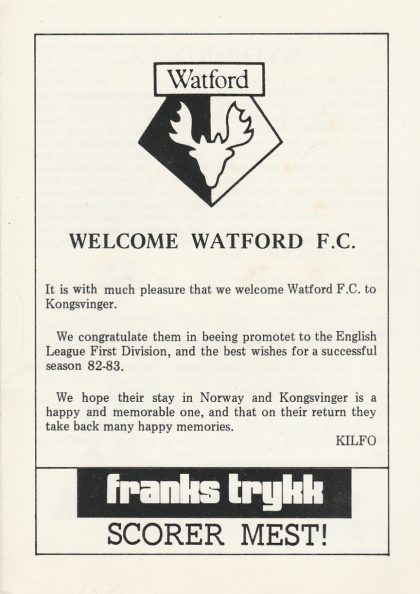 Watford
WELCOME WATFORD F.C.
It is with much pleasure that we welcome Watford F.C. to
Kongsvinger.
We congratulate them in beeing promotet to the English
League First Division, and the best wishes for a successful
season 82-83.
We hope their stay in Norway and Kongsvinger is a
happy and memorable one, and that on their return they
take back many happy memories.
KILFO
franks trykk
SCORER MEST!